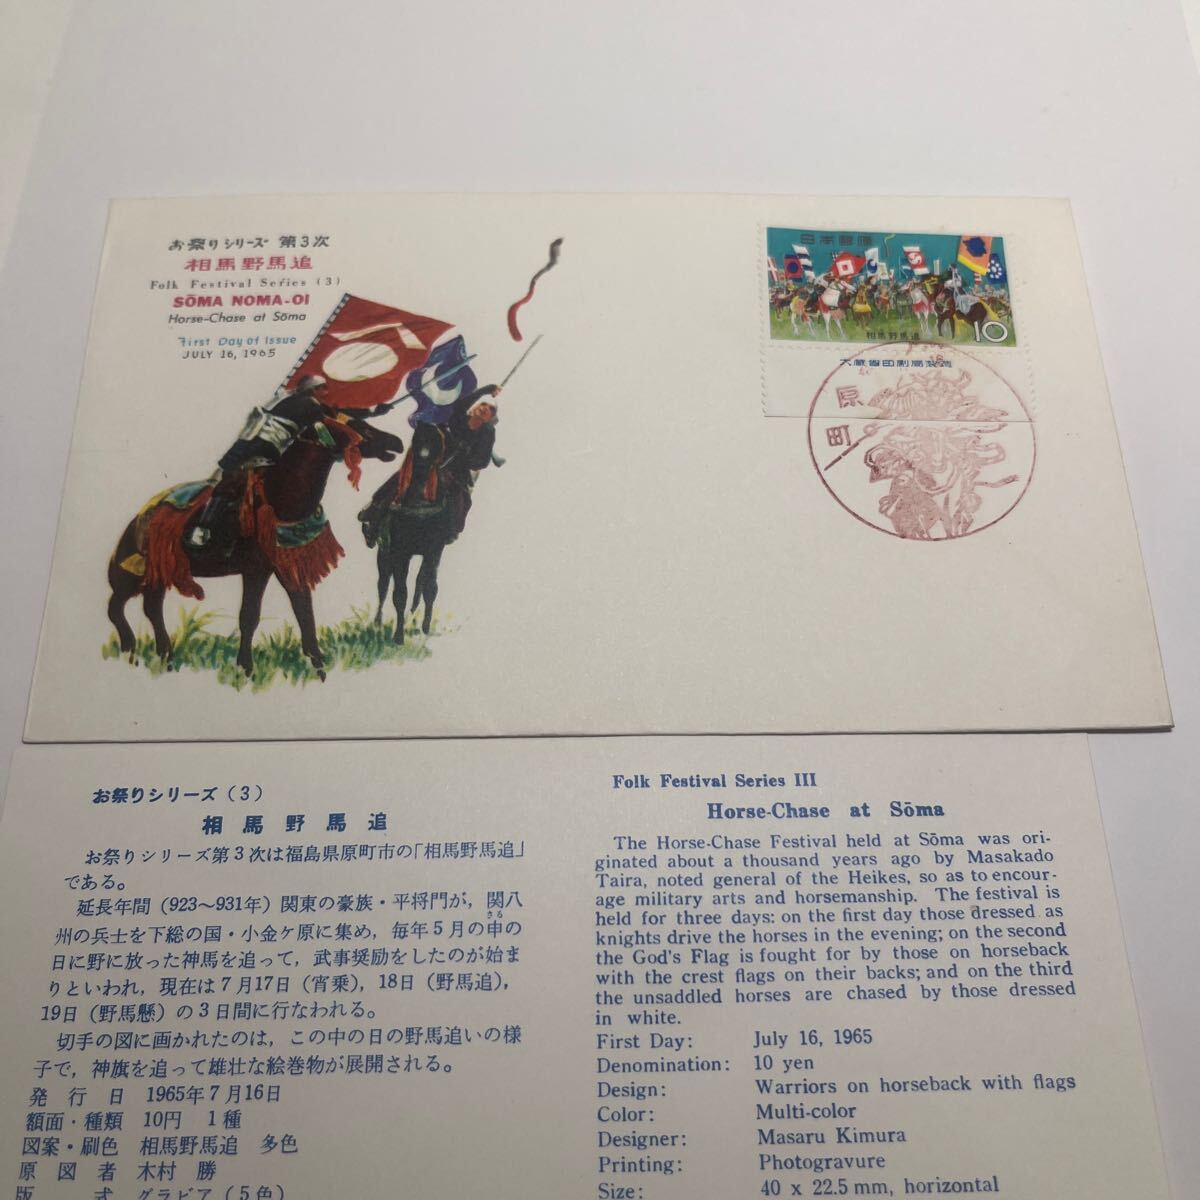 お祭りシリーズ 第3次
相馬野馬追
Folk Festival Series (3)
SŌMA NOMA-OI
Horse-Chase at Sōma
First Day of Issue
JULY 16, 1965
日本郵便
相馬野馬追
10
大蔵省印刷局製造
原町
お祭りシリーズ(3)
相馬野馬追
お祭りシリーズ第3次は福島県原町市の「相馬野馬追」
である。
延長年間(923〜931年)関東の豪族・平将門が,関八
州の兵士を下総の国・小金ケ原に集め,毎年5月の申の
さる
日に野に放った神馬を追って,武事奨励をしたのが始ま
りといわれ,現在は7月17日(宵乗),18日(野馬追),
19日(野馬懸)の3日間に行なわれる。
切手の図に画かれたのは,この中の日の野馬追いの様
子で,神旗を追って雄壮な絵巻物が展開される。
発行日 1965年7月16日
額面・種類 10円 1種
図案・刷色 相馬野馬追 多色
原図者 木村 勝
版式 グラビア(5色)
Folk Festival Series III
Horse-Chase at Sōma
The Horse-Chase Festival held at Sōma was ori-
ginated about a thousand years ago by Masakado
Taira, noted general of the Heikes, so as to encour-
age military arts and horsemanship. The festival is
held for three days: on the first day those dressed as
knights drive the horses in the evening; on the second
the God's Flag is fought for by those on horseback
with the crest flags on their backs; and on the third
the unsaddled horses are chased by those dressed
in white.
First Day: July 16, 1965
Denomination: 10 yen
Design: Warriors on horseback with flags
Color: Multi-color
Designer: Masaru Kimura
Printing: Photogravure
Size: 40 x 22.5 mm, horizontal